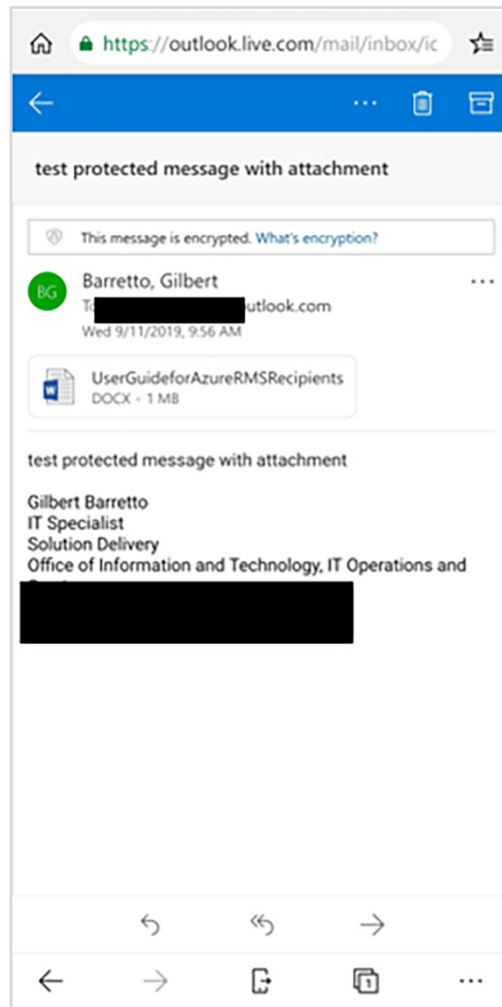 https://outlook.live.com/mail/inbox/ic
test protected message with attachment
This message is encrypted. What's encryption?
BG
Barretto, Gilbert
utlook.com
Wed 9/11/2019, 9:56 AM
UserGuideforAzureRMSRecipients
DOCX - 1 MB
test protected message with attachment
Gilbert Barretto
IT Specialist
Solution Delivery
Office of Information and Technology, IT Operations and
1